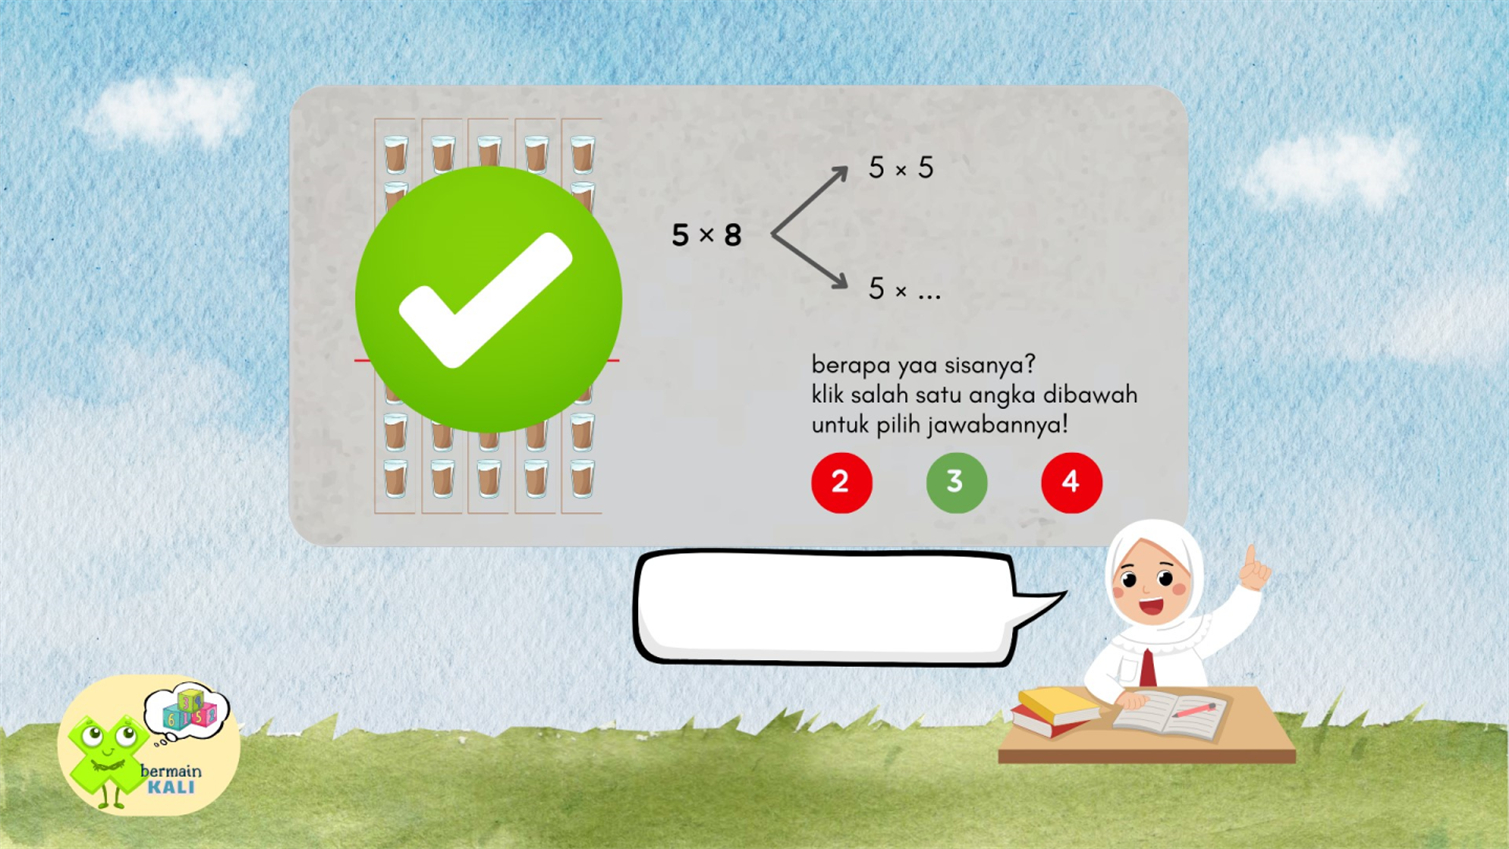 5 × 5
5 × 8
5 × ...
berapa yaa sisanya?
klik salah satu angka dibawah
untuk pilih jawabannya!
2 3 4
bermain
KALI